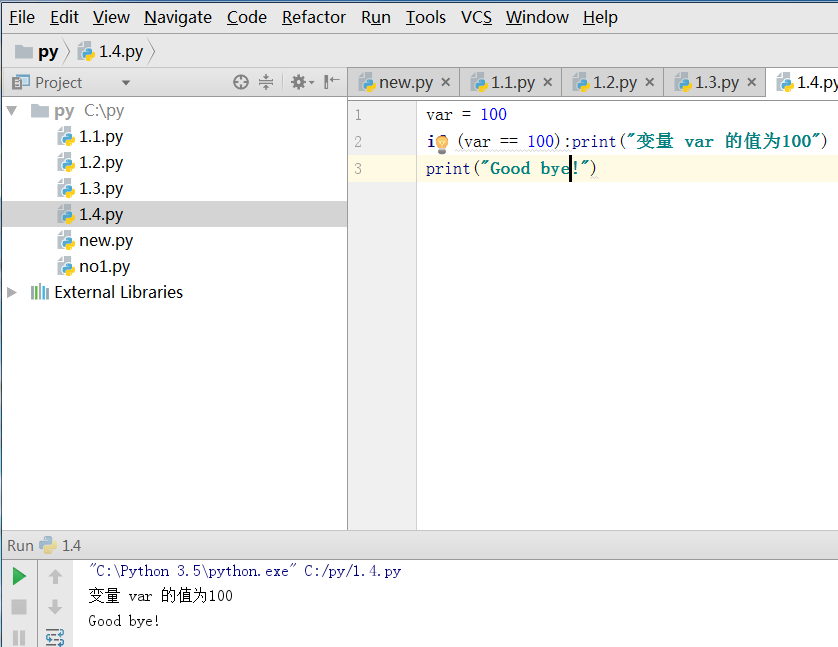 File Edit View Navigate Code Refactor Run Tools VCS Window Help
py 1.4.py
Project
new.py × 1.1.py × 1.2.py × 1.3.py × 1.4.py
py C:\py
1.1.py
1.2.py
1.3.py
1.4.py
new.py
no1.py
External Libraries
1 var = 100
2 i (var == 100):print("变量 var 的值为100")
3 print("Good bye!")
Run 1.4
"C:\Python 3.5\python.exe" C:/py/1.4.py
变量 var 的值为100
Good bye!